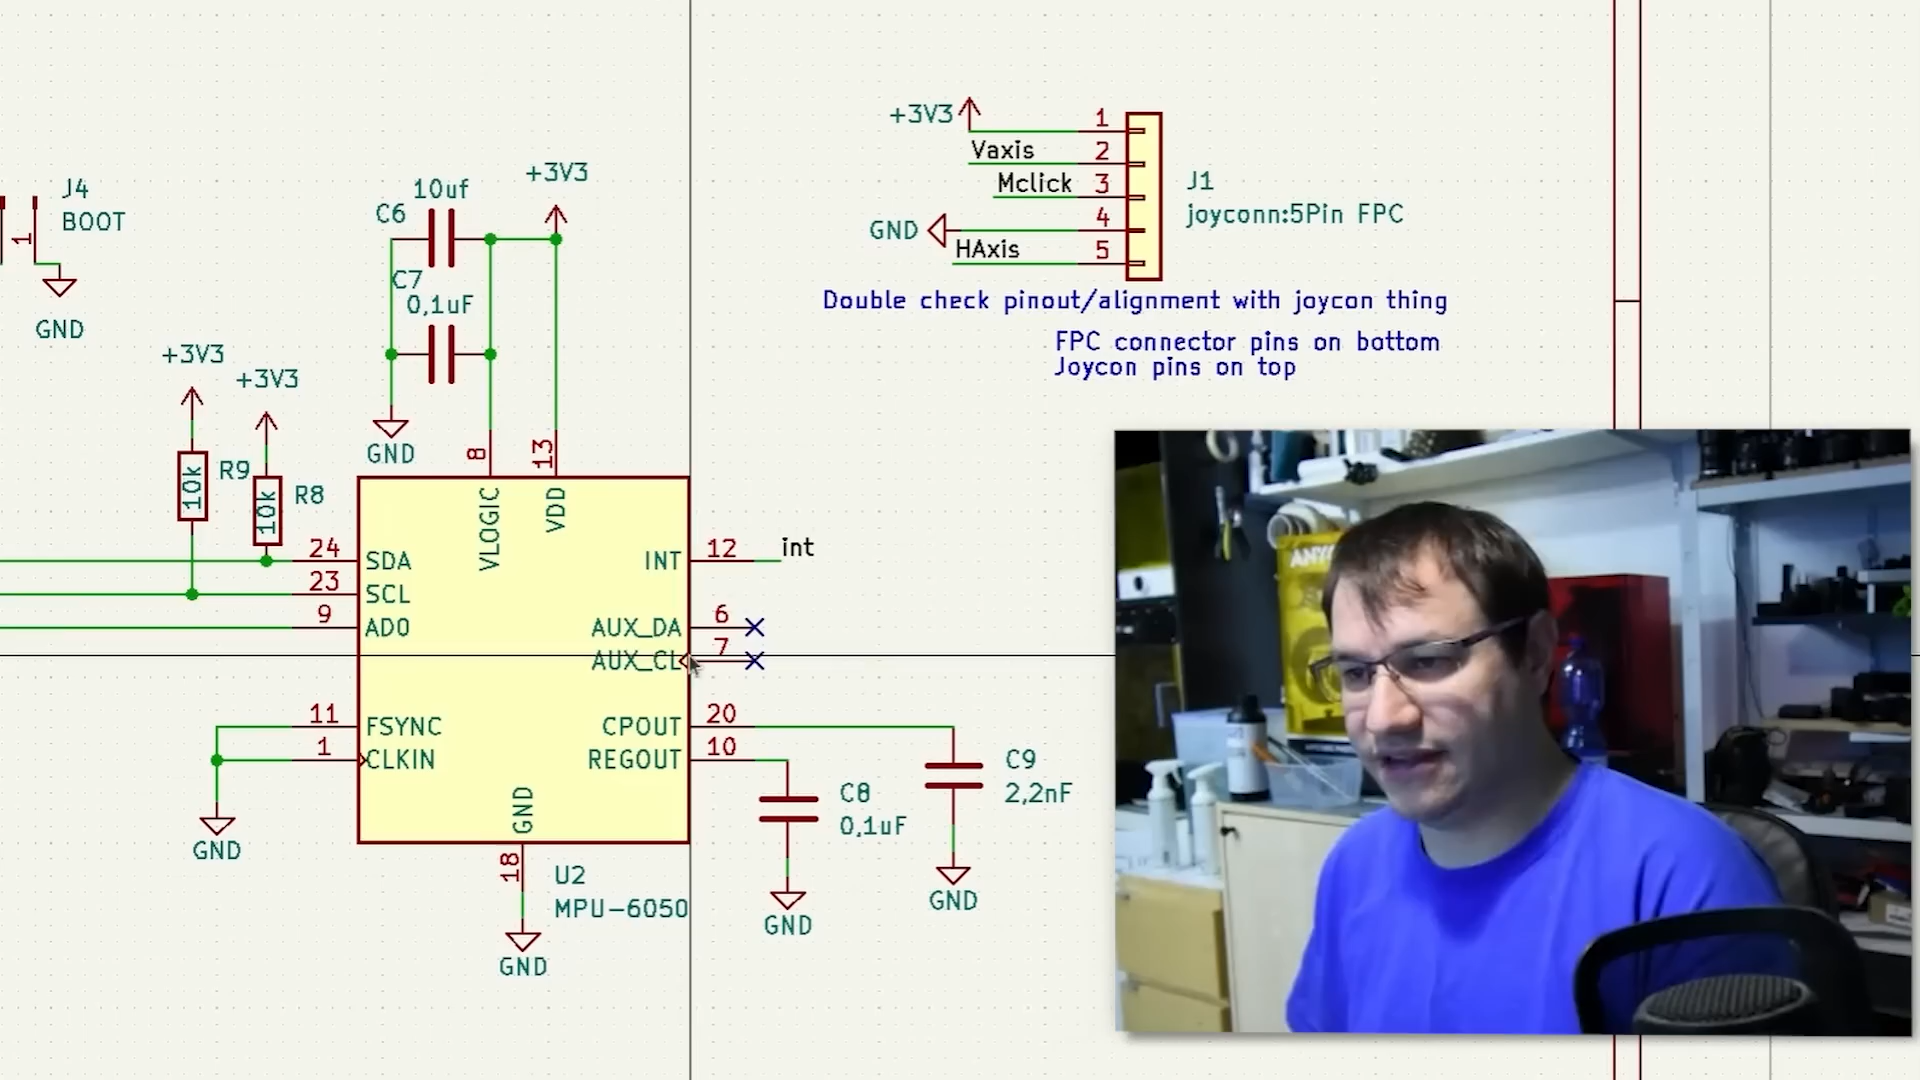 J4
BOOT
1
GND
10uf
C6
+3V3
C7
0,1uF
GND
+3V3
+3V3
10k
R9
10k
R8
8
13
VLOGIC
VDD
24
SDA
23
SCL
9
AD0
11
FSYNC
1
CLKIN
GND
GND
18
GND
U2
MPU-6050
INT
12
int
AUX_DA
6
AUX_CL
7
CPOUT
20
REGOUT
10
C8
0,1uF
GND
C9
2,2nF
GND
+3V3
1
Vaxis
2
Mclick
3
GND
4
HAxis
5
J1
joyconn:5Pin FPC
Double check pinout/alignment with joycon thing
FPC connector pins on bottom
Joycon pins on top